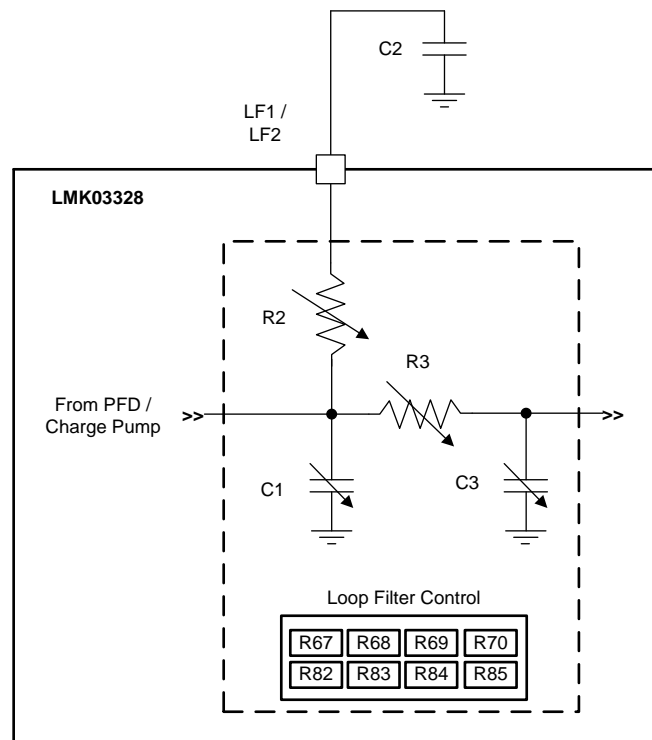 C2
LF1 /
LF2
LMK03328
R2
R3
From PFD /
Charge Pump
>>
>>
C1
C3
Loop Filter Control
R67 R68 R69 R70
R82 R83 R84 R85